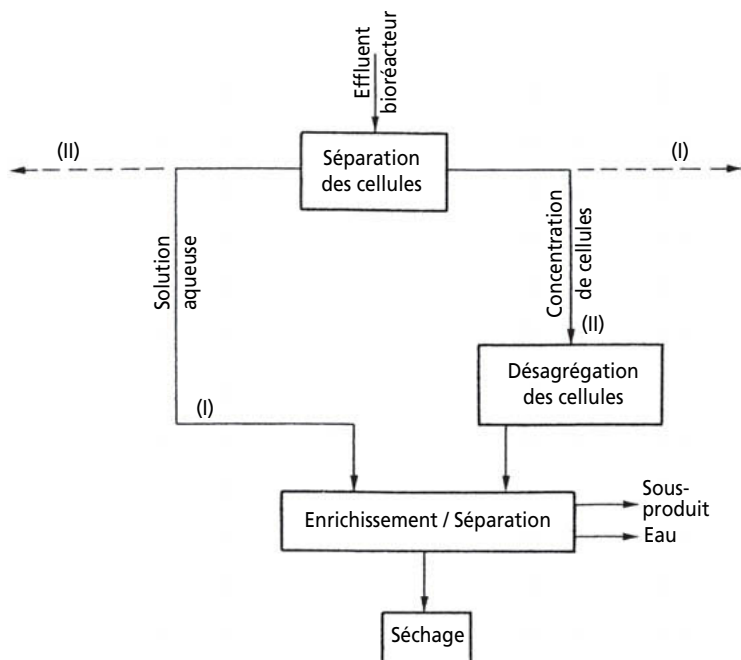 Effluent
bioréacteur
(II)
Séparation
des cellules
(I)
Solution
aqueuse
Concentration
de cellules
(II)
Désagrégation
des cellules
(I)
Enrichissement / Séparation
Sous-
produit
Eau
Séchage